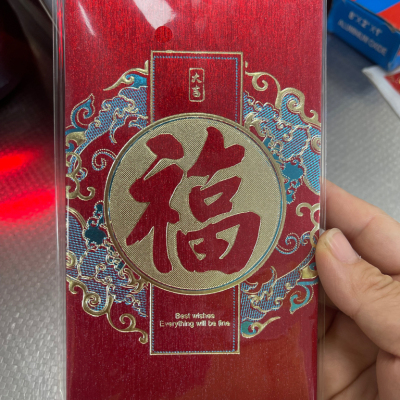 大吉
福
Best wishes
Everything will be fine